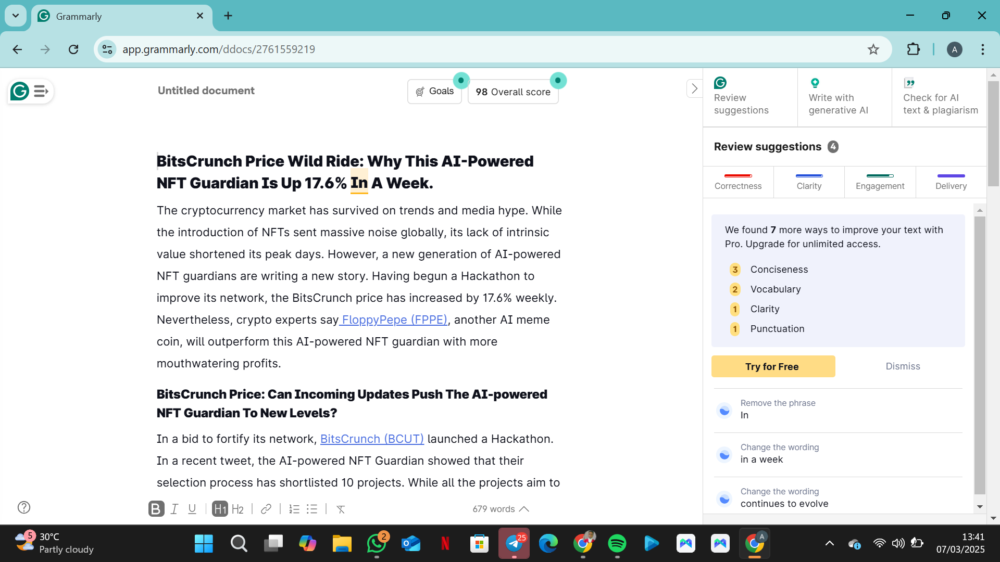 Grammarly
app.grammarly.com/ddocs/2761559219
A
Untitled document
Goals
98 Overall score
Review suggestions
Write with generative AI
Check for AI text & plagiarism
BitsCrunch Price Wild Ride: Why This AI-Powered
NFT Guardian Is Up 17.6% In A Week.
The cryptocurrency market has survived on trends and media hype. While
the introduction of NFTs sent massive noise globally, its lack of intrinsic
value shortened its peak days. However, a new generation of AI-powered
NFT guardians are writing a new story. Having begun a Hackathon to
improve its network, the BitsCrunch price has increased by 17.6% weekly.
Nevertheless, crypto experts say FloppyPepe (FPPE), another AI meme
coin, will outperform this AI-powered NFT guardian with more
mouthwatering profits.
BitsCrunch Price: Can Incoming Updates Push The AI-powered
NFT Guardian To New Levels?
In a bid to fortify its network, BitsCrunch (BCUT) launched a Hackathon.
In a recent tweet, the AI-powered NFT Guardian showed that their
selection process has shortlisted 10 projects. While all the projects aim to
B I U H1 H2
679 words
Review suggestions 4
Correctness
Clarity
Engagement
Delivery
We found 7 more ways to improve your text with
Pro. Upgrade for unlimited access.
3 Conciseness
2 Vocabulary
1 Clarity
1 Punctuation
Try for Free
Dismiss
Remove the phrase
In
Change the wording
in a week
Change the wording
continues to evolve
5
30°C
Partly cloudy
2
25
A
13:41
07/03/2025